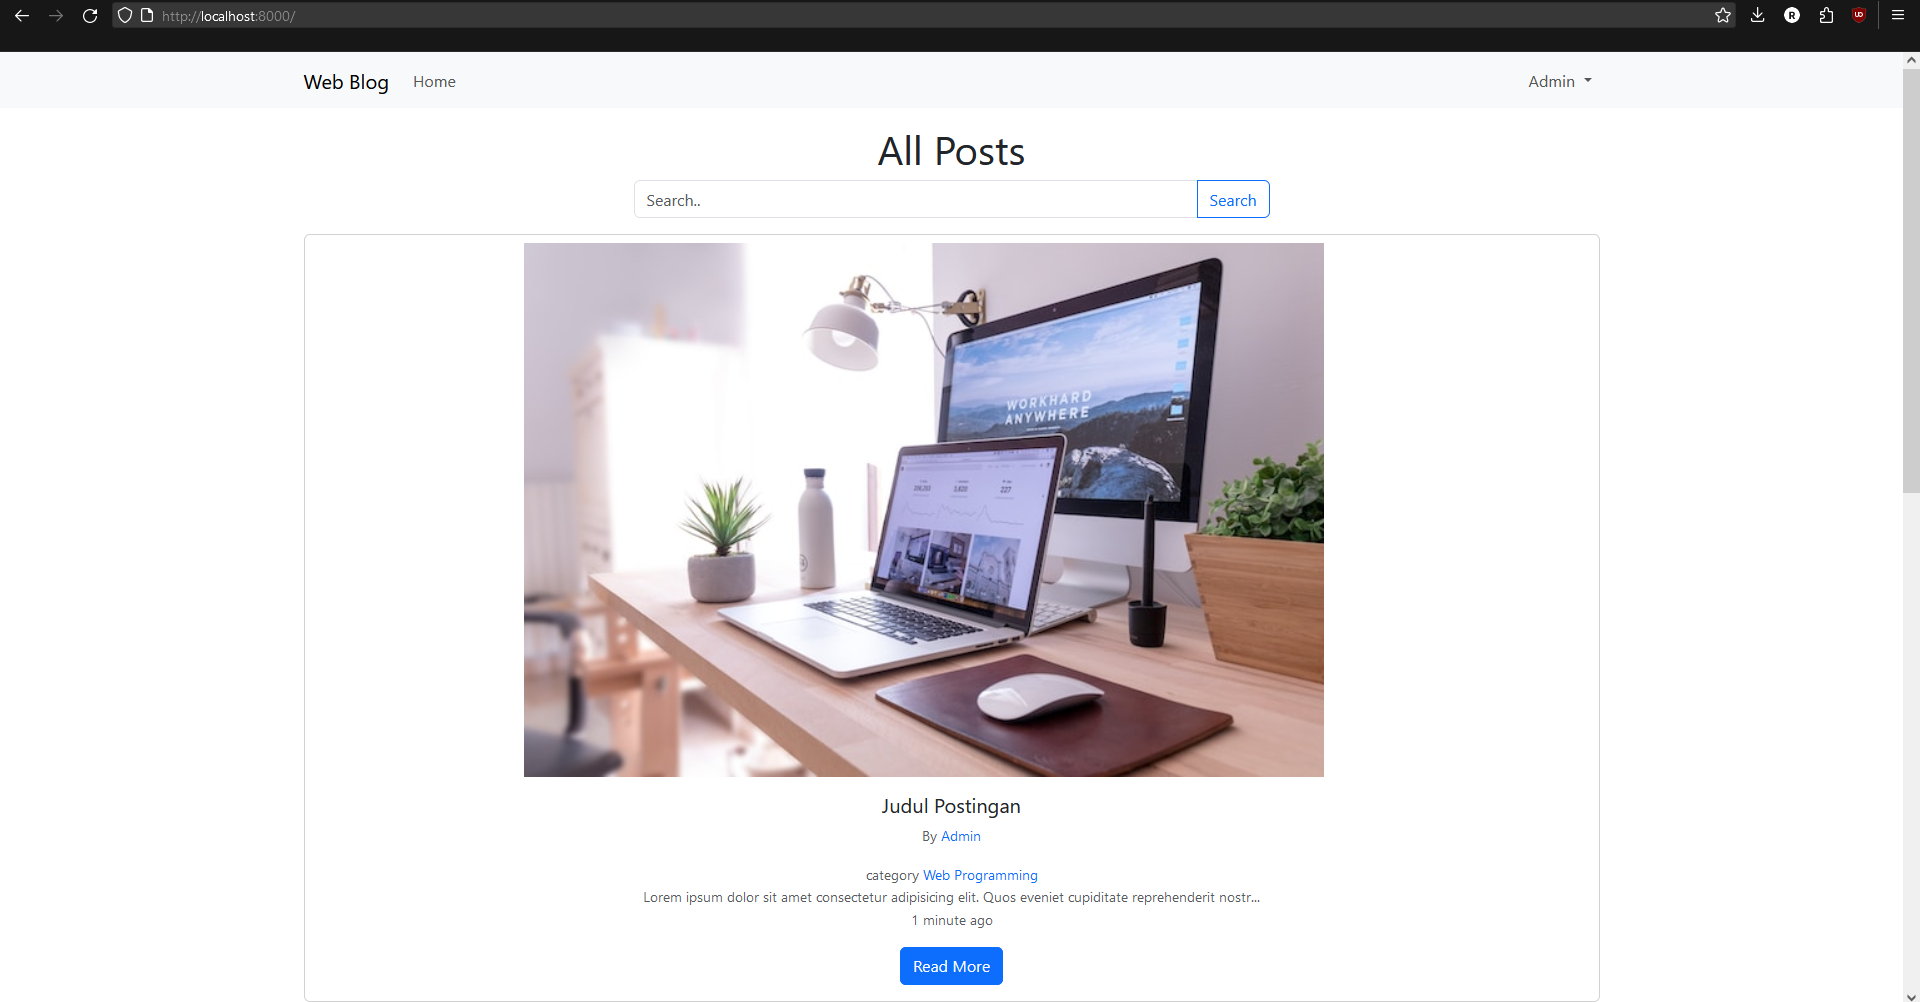 http://localhost:8000/
Web Blog Home Admin
All Posts
Search.. Search
WORKHARD
ANYWHERE
Judul Postingan
By Admin
category Web Programming
Lorem ipsum dolor sit amet consectetur adipisicing elit. Quos eveniet cupiditate reprehenderit nostr...
1 minute ago
Read More